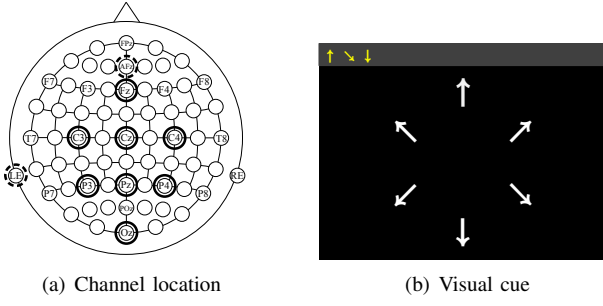 FPz
AFz
F7 F3 Fz F4 F8
T7 C3 Cz C4 T8
LE RE
P7 P3 Pz P4 P8
POz
Oz
(a) Channel location
(b) Visual cue